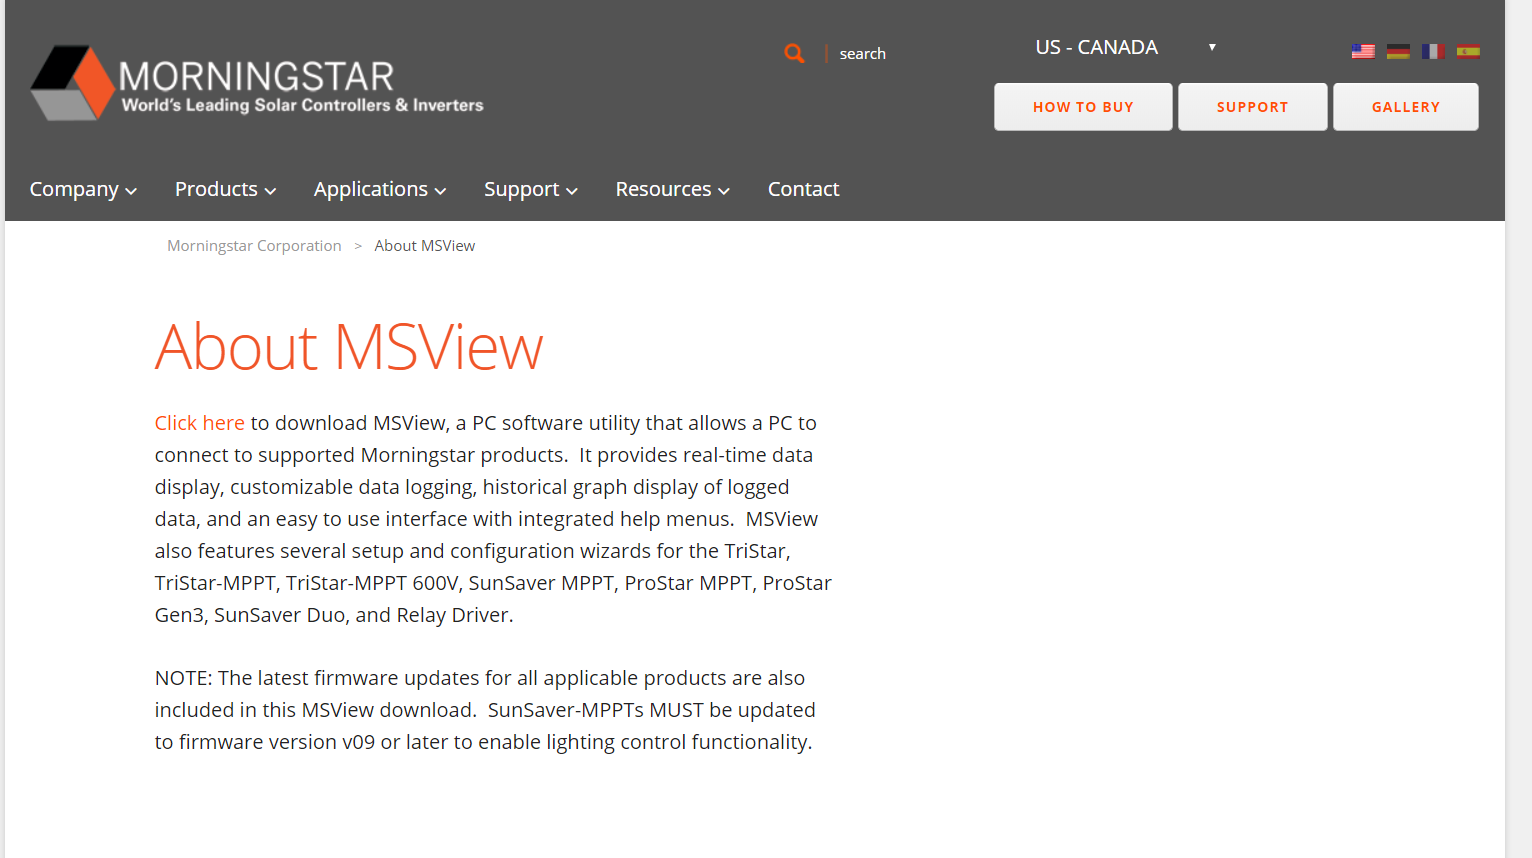 MORNINGSTAR
World's Leading Solar Controllers & Inverters
search
US - CANADA
HOW TO BUY
SUPPORT
GALLERY
Company
Products
Applications
Support
Resources
Contact
Morningstar Corporation > About MSView
About MSView
Click here to download MSView, a PC software utility that allows a PC to
connect to supported Morningstar products.  It provides real-time data
display, customizable data logging, historical graph display of logged
data, and an easy to use interface with integrated help menus.  MSView
also features several setup and configuration wizards for the TriStar,
TriStar-MPPT, TriStar-MPPT 600V, SunSaver MPPT, ProStar MPPT, ProStar
Gen3, SunSaver Duo, and Relay Driver.
NOTE: The latest firmware updates for all applicable products are also
included in this MSView download.  SunSaver-MPPTs MUST be updated
to firmware version v09 or later to enable lighting control functionality.